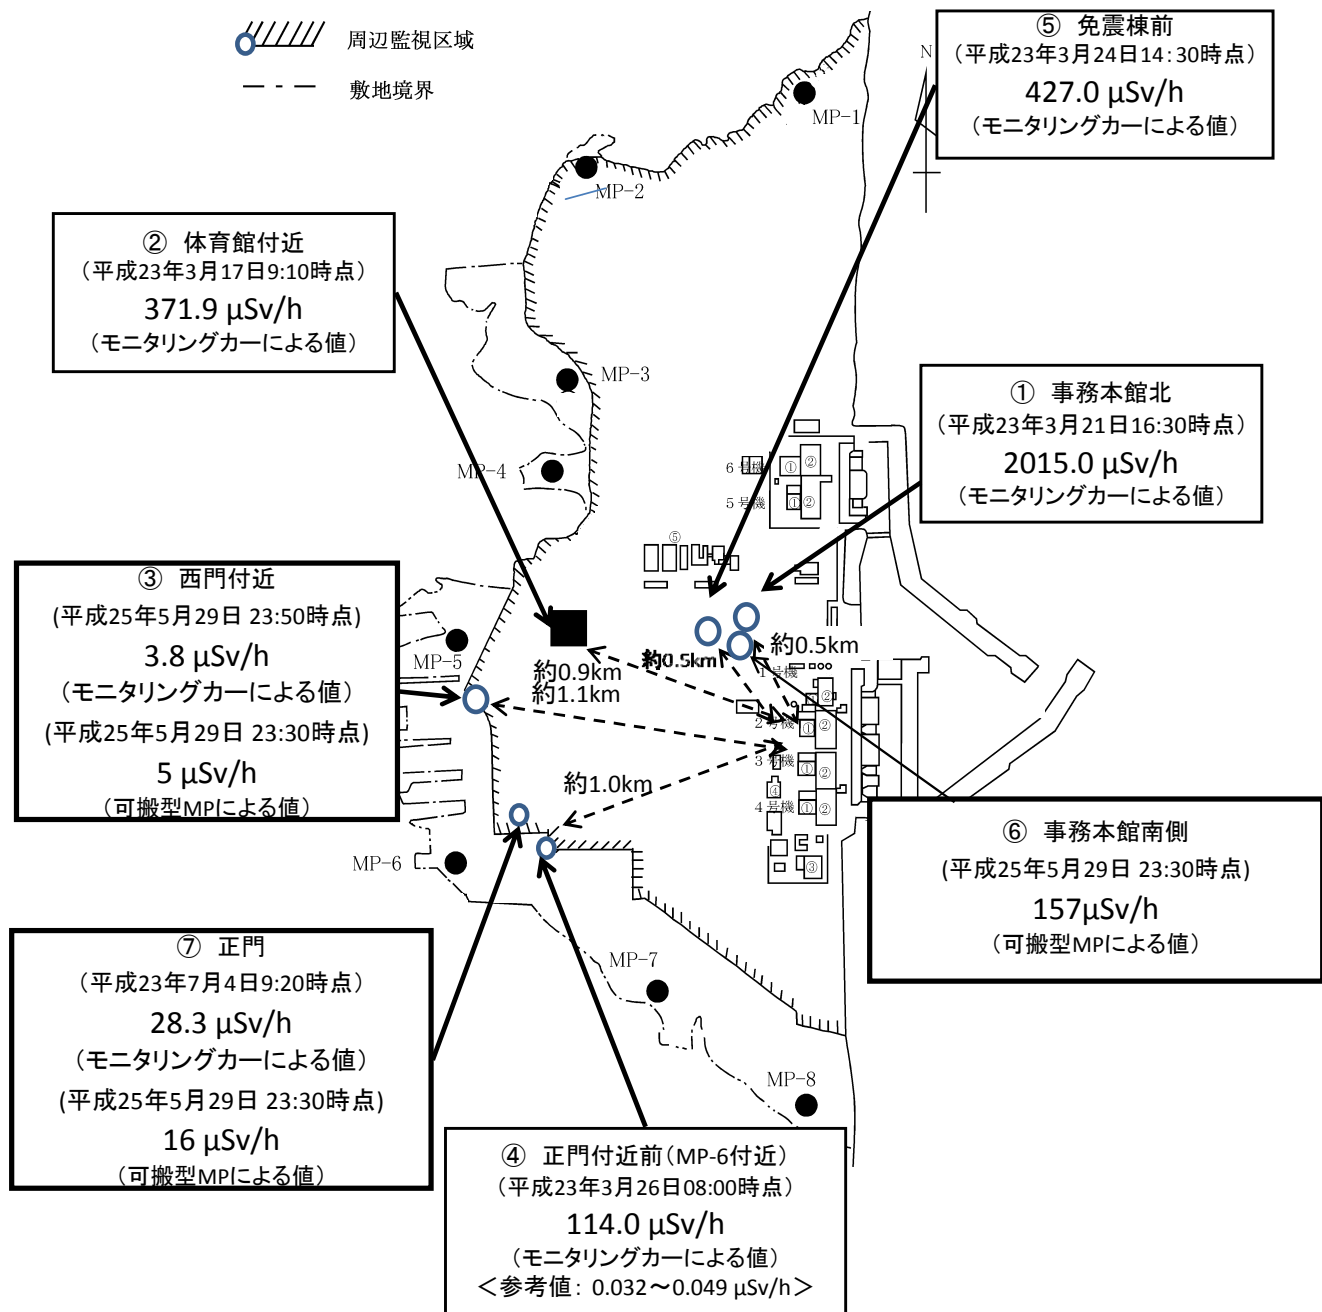 周辺監視区域
敷地境界
⑤ 免震棟前
（平成23年3月24日14:30時点）
427.0 μSv/h
（モニタリングカーによる値）
N
MP-1
MP-2
② 体育館付近
（平成23年3月17日9:10時点）
371.9 μSv/h
（モニタリングカーによる値）
MP-3
① 事務本館北
（平成23年3月21日16:30時点）
2015.0 μSv/h
（モニタリングカーによる値）
MP-4
6号機
①
②
5号機
①
②
⑤
③ 西門付近
(平成25年5月29日 23:50時点)
3.8 μSv/h
（モニタリングカーによる値）
(平成25年5月29日 23:30時点)
5 μSv/h
（可搬型MPによる値）
MP-5
約0.9km
約1.1km
約0.5km
約0.5km
1号機
②
2号機
①
②
3号機
①
②
④
4号機
①
②
③
約1.0km
MP-6
⑥ 事務本館南側
(平成25年5月29日 23:30時点)
157μSv/h
（可搬型MPによる値）
⑦ 正門
（平成23年7月4日9:20時点）
28.3 μSv/h
（モニタリングカーによる値）
(平成25年5月29日 23:30時点)
16 μSv/h
（可搬型MPによる値）
MP-7
MP-8
④ 正門付近前（MP-6付近）
（平成23年3月26日08:00時点）
114.0 μSv/h
（モニタリングカーによる値）
＜参考値: 0.032～0.049 μSv/h＞